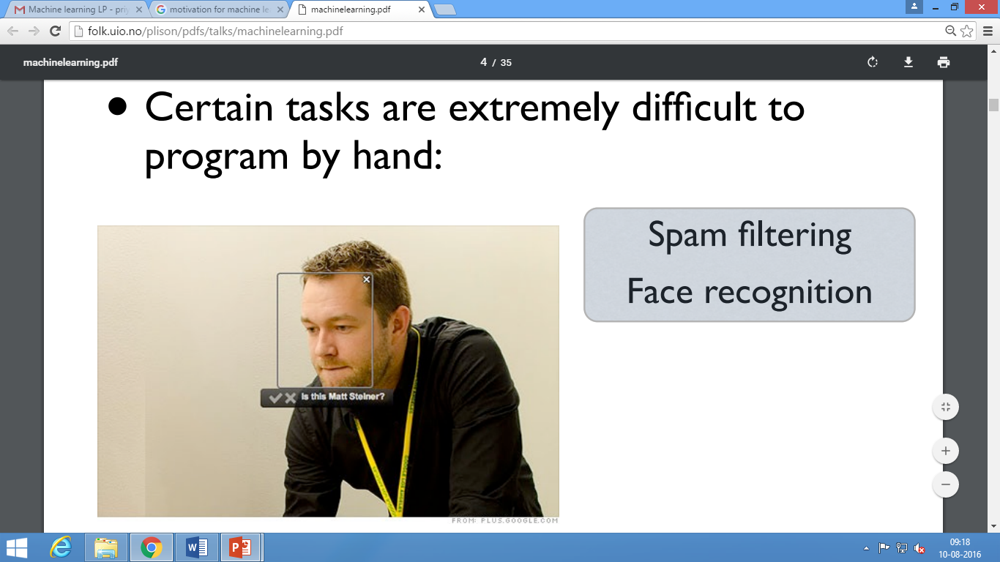 Machine learning LP - pri
motivation for machine le
machinelearning.pdf
folk.uio.no/plison/pdfs/talks/machinelearning.pdf
machinelearning.pdf
4 / 35
• Certain tasks are extremely difficult to
program by hand:
Spam filtering
Face recognition
Is this Matt Steiner?
FROM: PLUS.GOOGLE.COM
09:18
10-08-2016